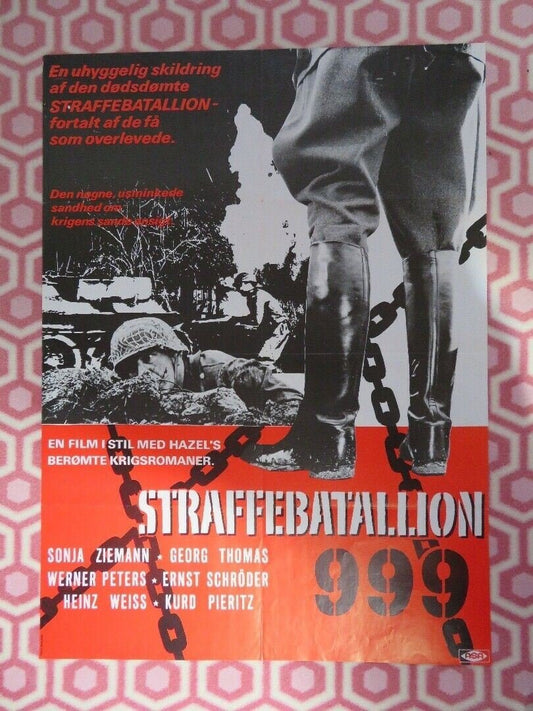 En uhyggelig skildring
af den dødsdømte
STRAFFEBATALLION-
fortalt af de få
som overlevede.
Den nøgne, usminkede
sandhed om
krigens sande ansigt.
EN FILM I STIL MED HAZEL'S
BERØMTE KRIGSROMANER.
STRAFFEBATALLION
999
SONJA ZIEMANN ★ GEORG THOMAS
WERNER PETERS ★ ERNST SCHRÖDER
HEINZ WEISS ★ KURD PIERITZ